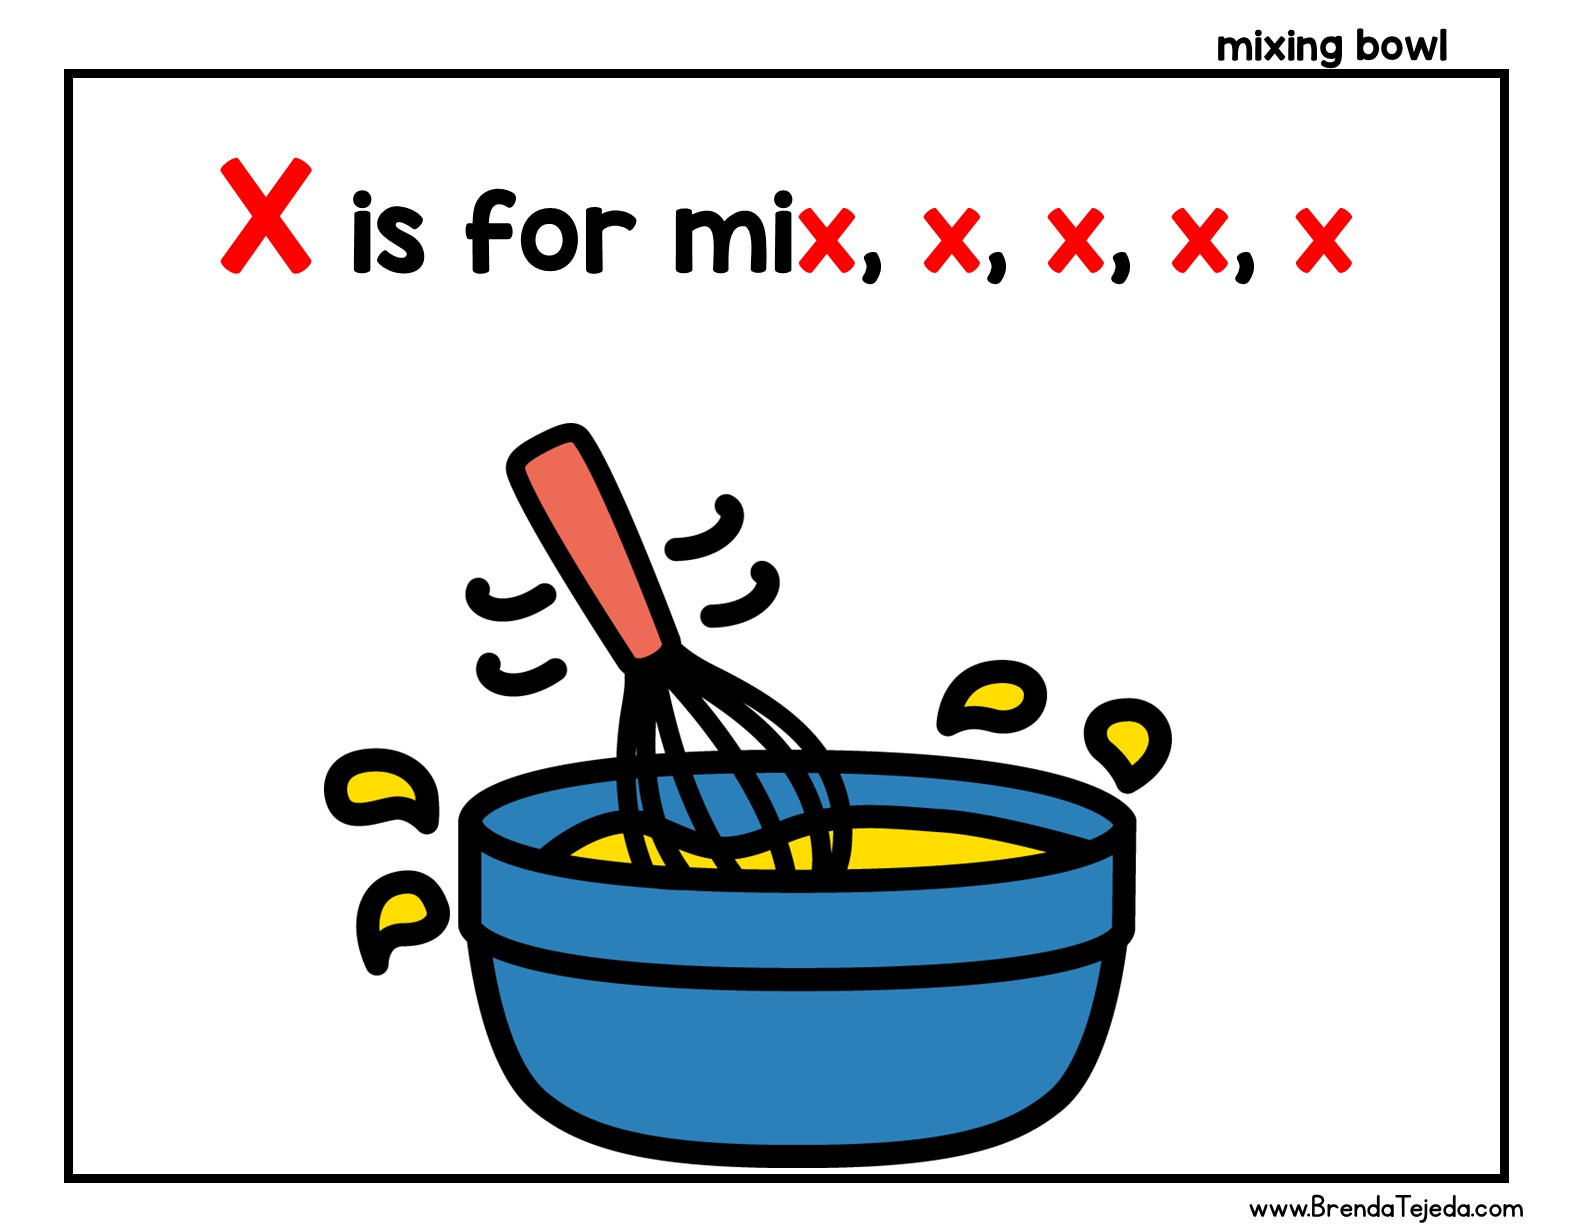 mixing bowl
X is for mix, x, x, x, x
www.BrendaTejeda.com